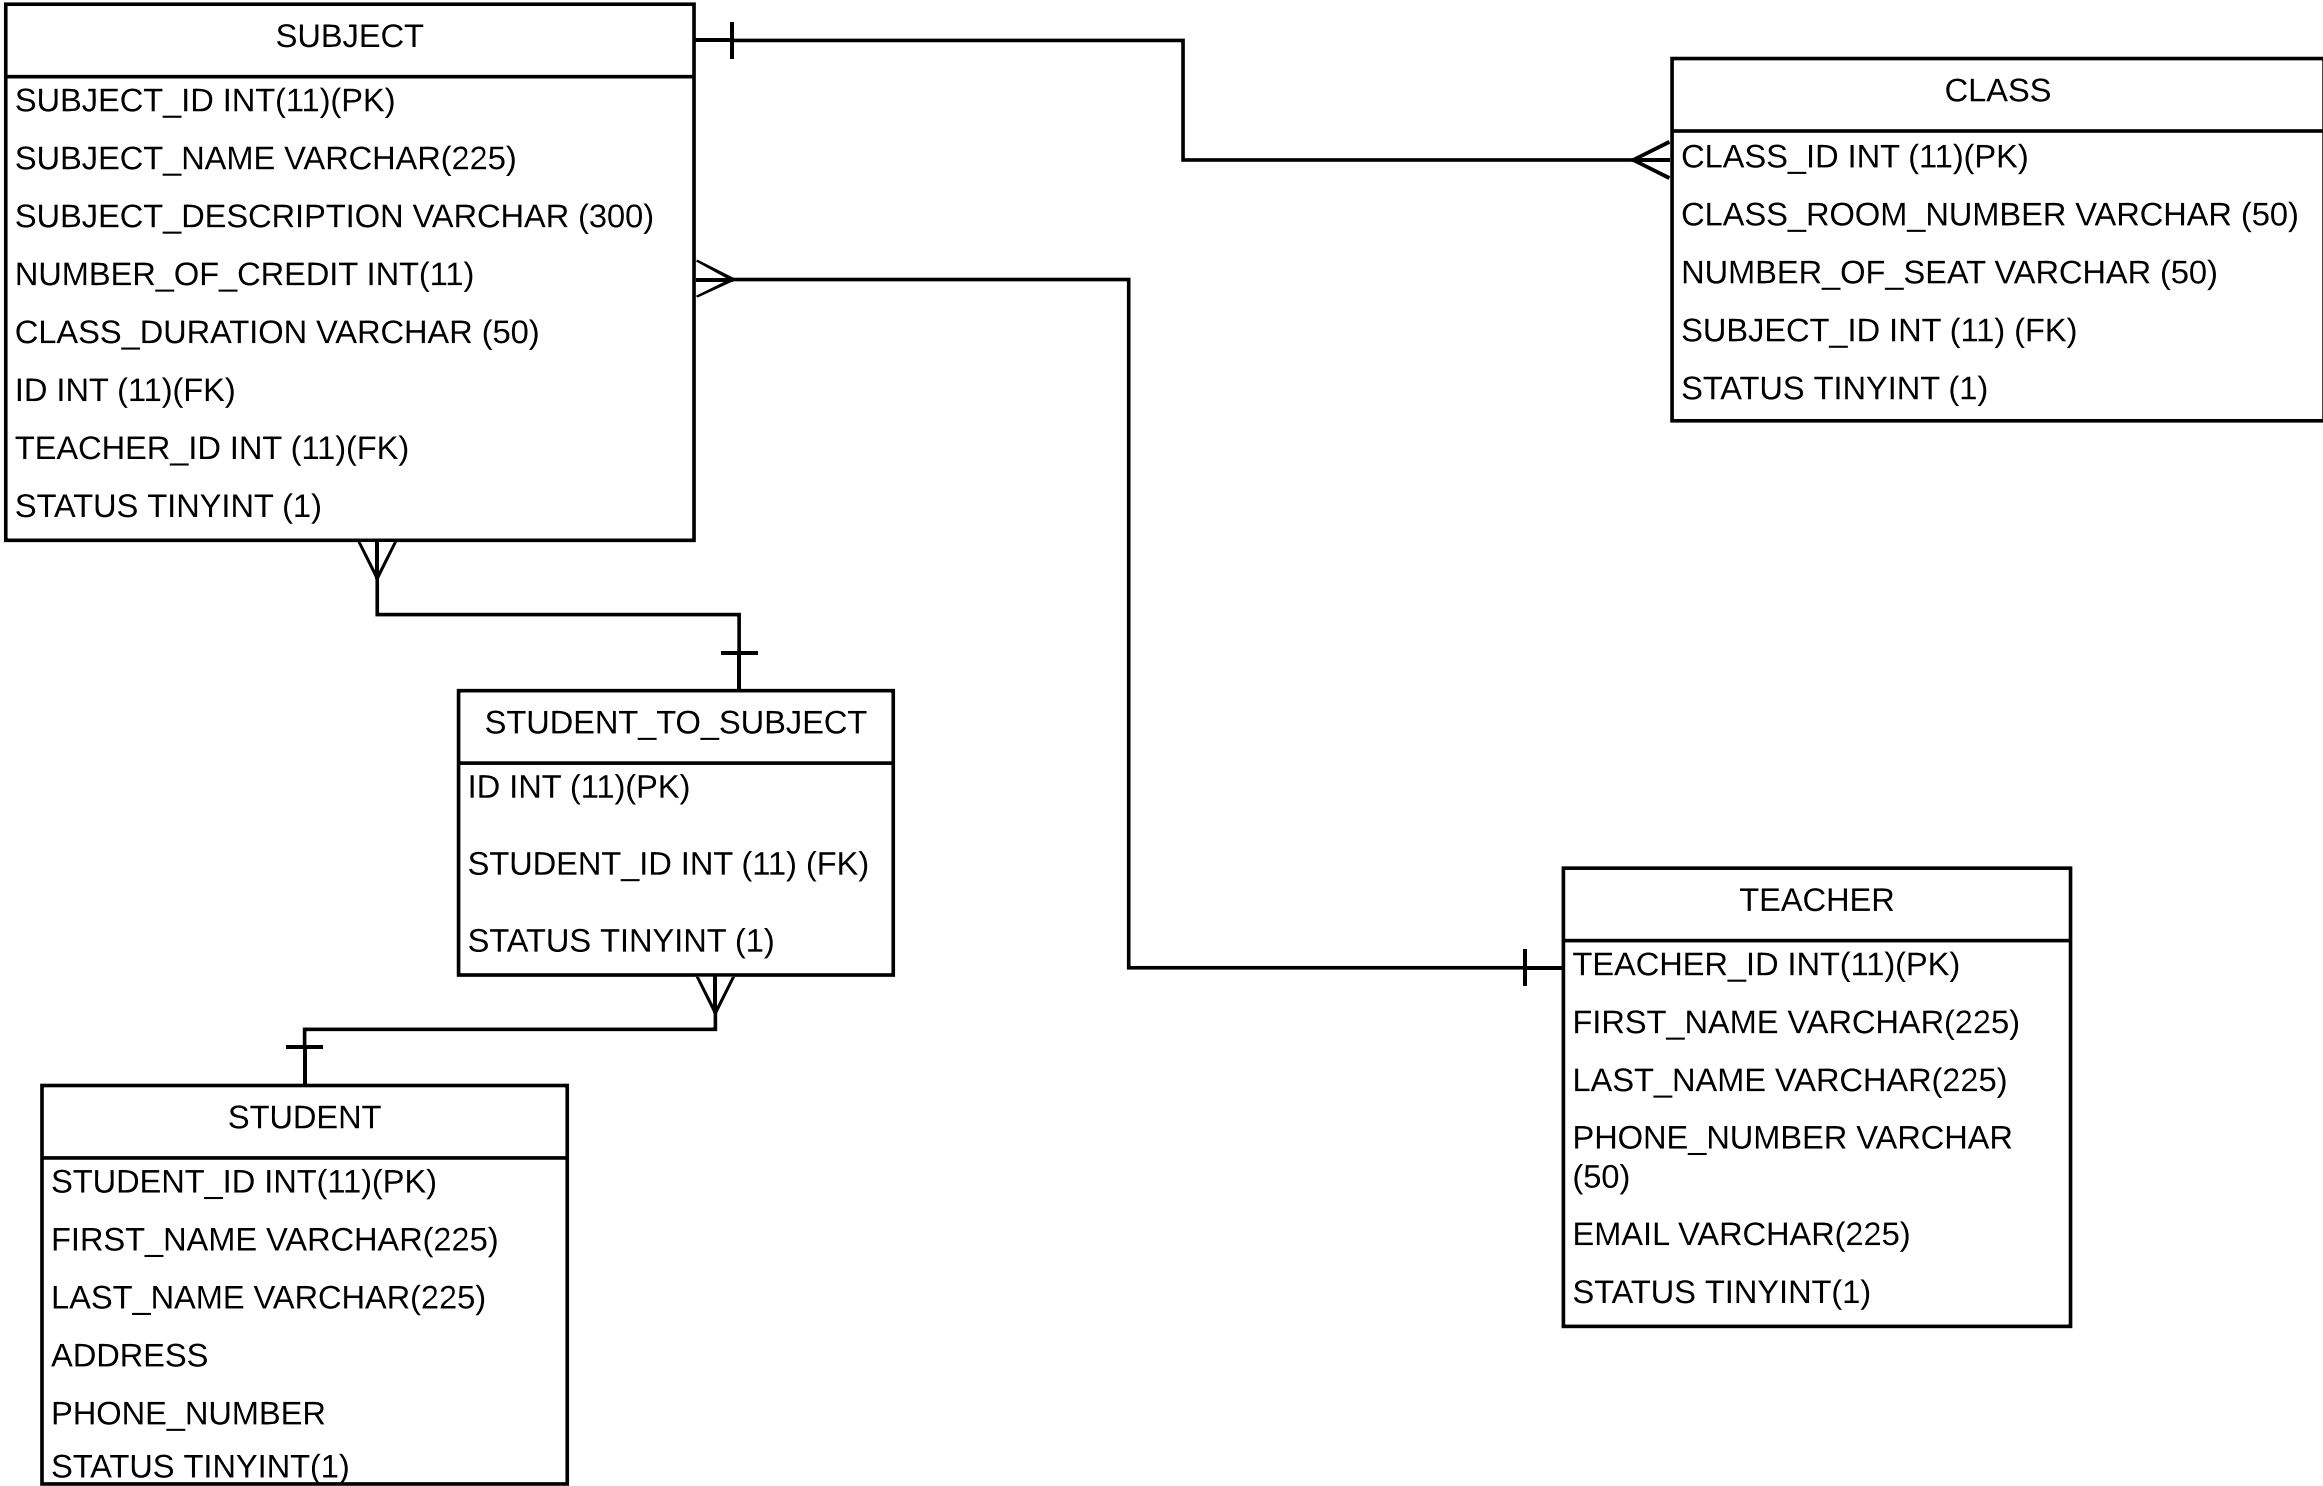 SUBJECT
SUBJECT_ID INT(11)(PK)
SUBJECT_NAME VARCHAR(225)
SUBJECT_DESCRIPTION VARCHAR (300)
NUMBER_OF_CREDIT INT(11)
CLASS_DURATION VARCHAR (50)
ID INT (11)(FK)
TEACHER_ID INT (11)(FK)
STATUS TINYINT (1)
CLASS
CLASS_ID INT (11)(PK)
CLASS_ROOM_NUMBER VARCHAR (50)
NUMBER_OF_SEAT VARCHAR (50)
SUBJECT_ID INT (11) (FK)
STATUS TINYINT (1)
STUDENT_TO_SUBJECT
ID INT (11)(PK)
STUDENT_ID INT (11) (FK)
STATUS TINYINT (1)
TEACHER
TEACHER_ID INT(11)(PK)
FIRST_NAME VARCHAR(225)
LAST_NAME VARCHAR(225)
PHONE_NUMBER VARCHAR
(50)
EMAIL VARCHAR(225)
STATUS TINYINT(1)
STUDENT
STUDENT_ID INT(11)(PK)
FIRST_NAME VARCHAR(225)
LAST_NAME VARCHAR(225)
ADDRESS
PHONE_NUMBER
STATUS TINYINT(1)